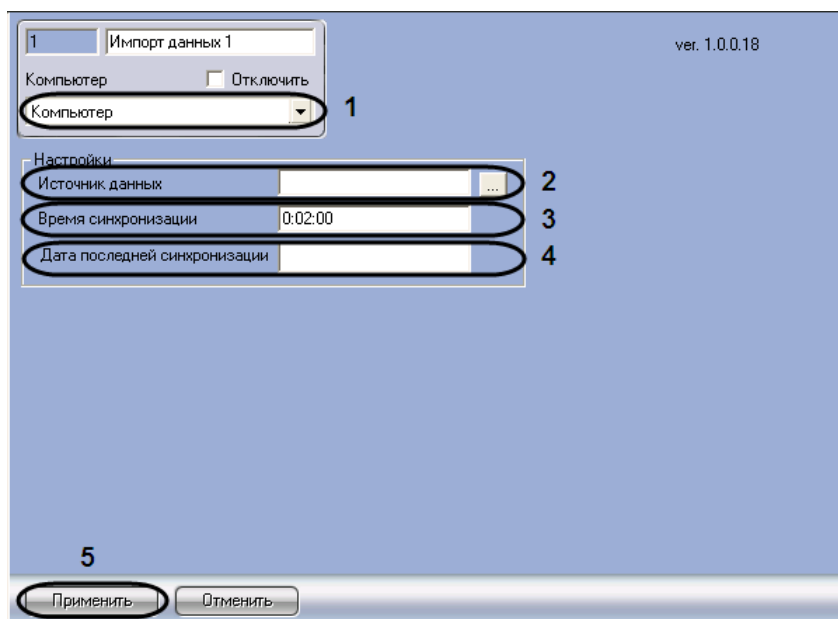 1 Импорт данных 1 ver. 1.0.0.18
Компьютер Отключить
Компьютер 1
Настройки
Источник данных ... 2
Время синхронизации 0:02:00 3
Дата последней синхронизации 4
5
Применить Отменить